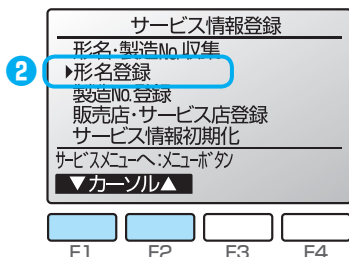 サービス情報登録
形名・製造No.収集
2
▶形名登録
製造No.登録
販売店・サービス店登録
サービス情報初期化
ｻｰﾋﾞｽﾒﾆｭｰへ:ﾒﾆｭｰﾎﾞﾀﾝ
▼カーソル▲
F1 F2 F3 F4